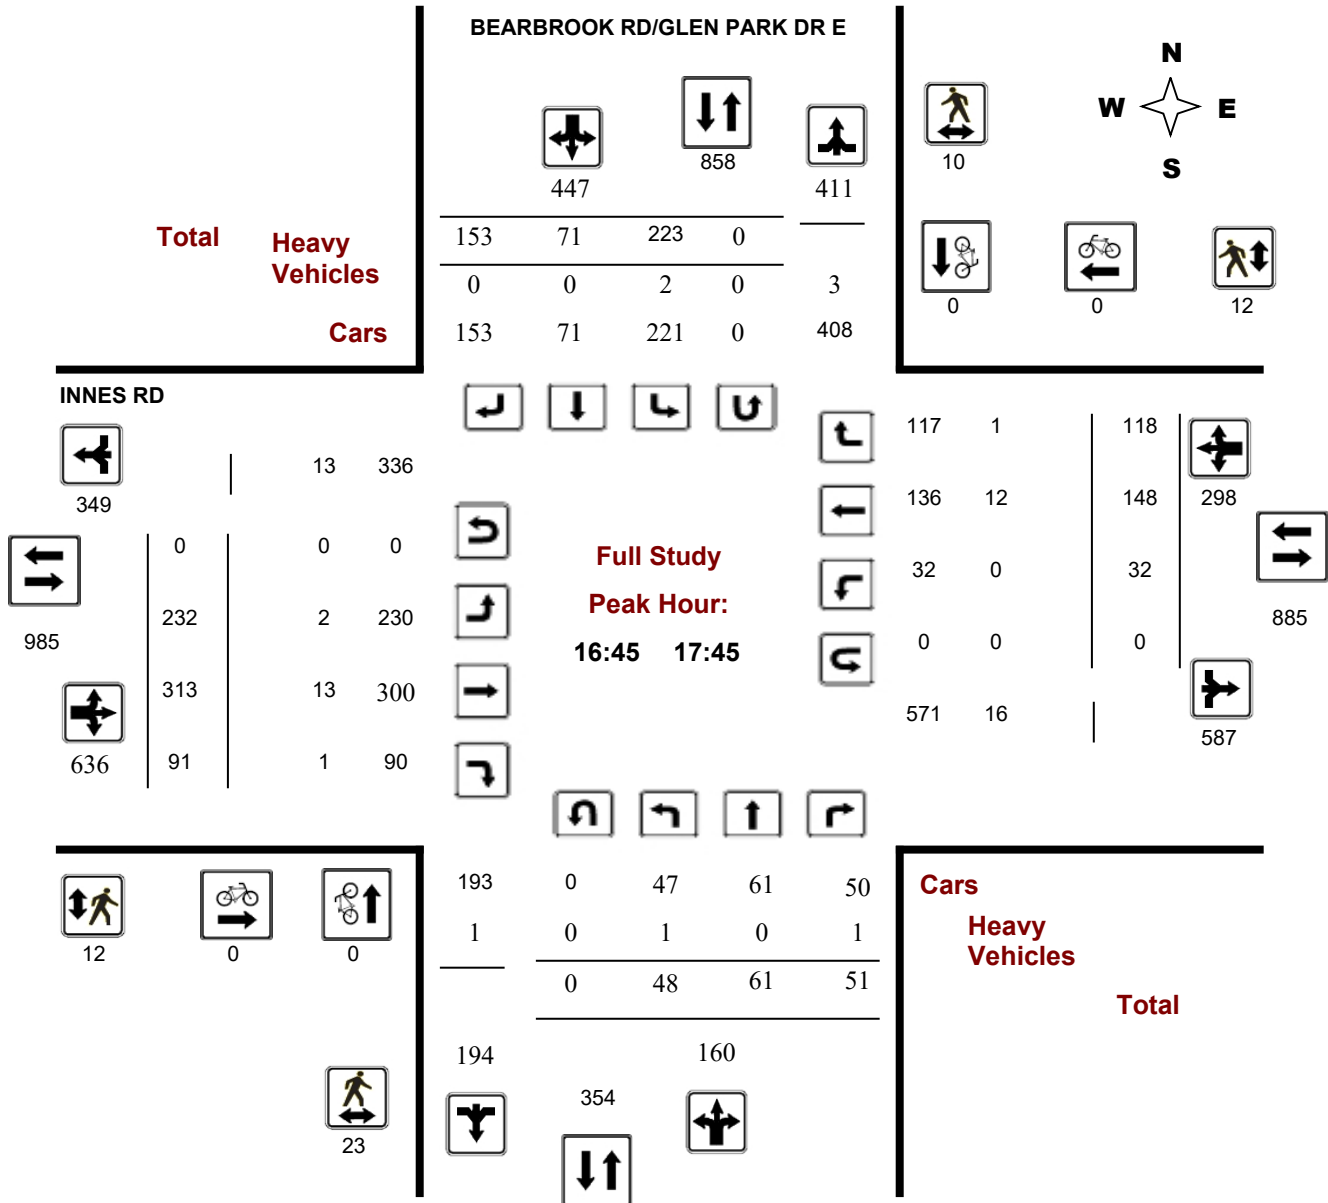 BEARBROOK RD/GLEN PARK DR E
N
W E
S
858
10
447 411
Total Heavy Vehicles
153 71 223 0
0 0 2 0 3
Cars 153 71 221 0 408
0 0 12
INNES RD
117 1 118
13 336
349
136 12 148 298
0 0 0
Full Study
32 0 32
232 2 230
Peak Hour:
885
985
16:45 17:45
0 0 0
313 13 300
571 16
587
636 91 1 90
193 0 47 61 50
Cars
1 0 1 0 1
Heavy Vehicles
12 0 0
0 48 61 51
Total
194 160
354
23